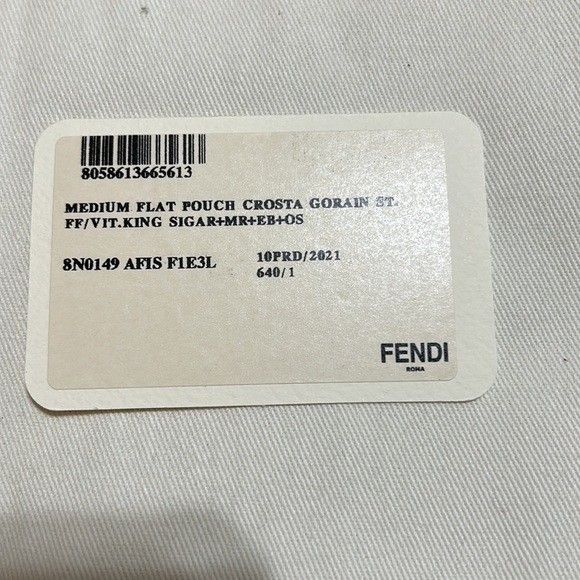 8058613665613
MEDIUM FLAT POUCH CROSTA GORAIN ST.
FF/VIT.KING SIGAR+MR+EB+OS
8N0149 AFIS F1E3L
10PRD/2021
640/1
FENDI
ROMA